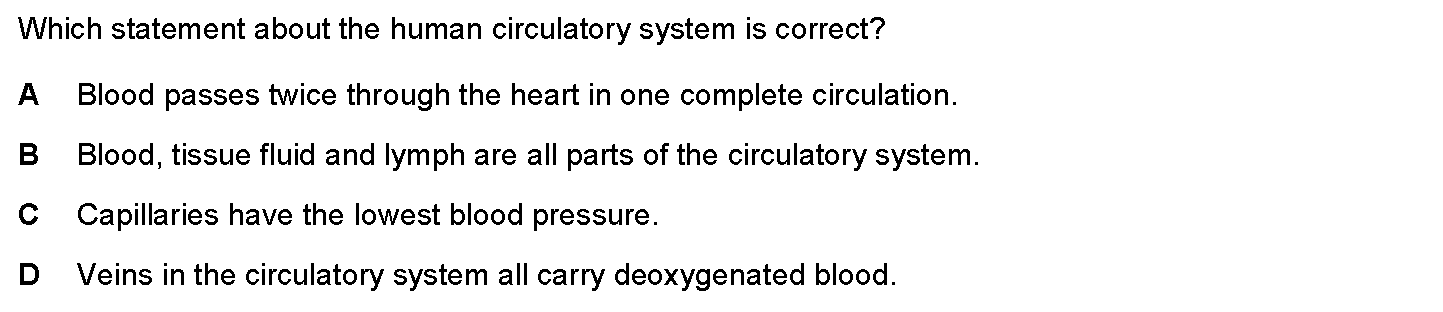 Which statement about the human circulatory system is correct?
A Blood passes twice through the heart in one complete circulation.
B Blood, tissue fluid and lymph are all parts of the circulatory system.
C Capillaries have the lowest blood pressure.
D Veins in the circulatory system all carry deoxygenated blood.